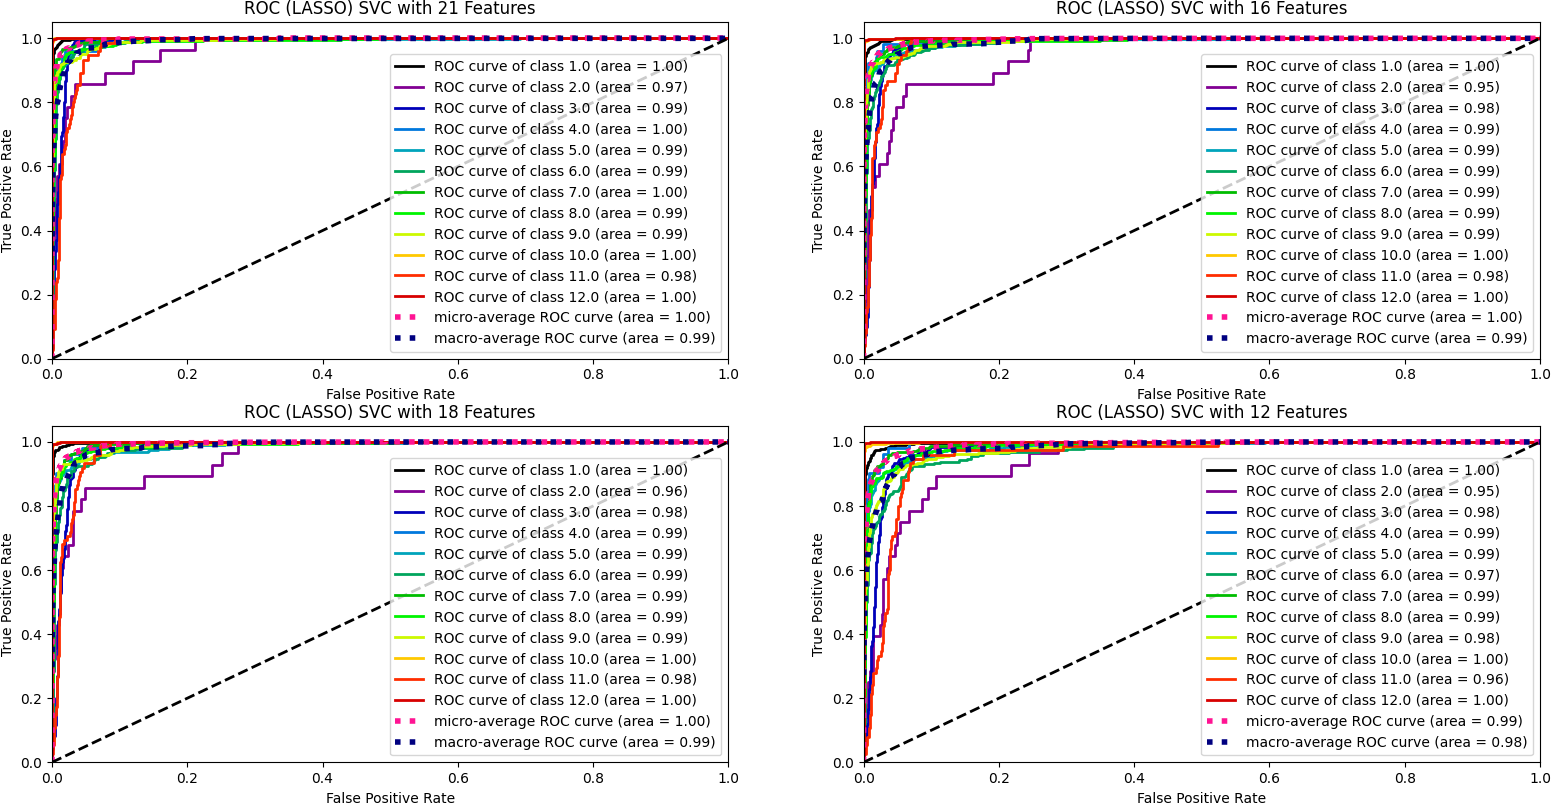 ROC (LASSO) SVC with 21 Features
True Positive Rate
1.0
0.8
0.6
0.4
0.2
0.0
ROC curve of class 1.0 (area = 1.00)
ROC curve of class 2.0 (area = 0.97)
ROC curve of class 3.0 (area = 0.99)
ROC curve of class 4.0 (area = 1.00)
ROC curve of class 5.0 (area = 0.99)
ROC curve of class 6.0 (area = 0.99)
ROC curve of class 7.0 (area = 1.00)
ROC curve of class 8.0 (area = 0.99)
ROC curve of class 9.0 (area = 0.99)
ROC curve of class 10.0 (area = 1.00)
ROC curve of class 11.0 (area = 0.98)
ROC curve of class 12.0 (area = 1.00)
micro-average ROC curve (area = 1.00)
macro-average ROC curve (area = 0.99)
0.0 0.2 0.4 0.6 0.8 1.0
False Positive Rate
ROC (LASSO) SVC with 16 Features
True Positive Rate
1.0
0.8
0.6
0.4
0.2
0.0
ROC curve of class 1.0 (area = 1.00)
ROC curve of class 2.0 (area = 0.95)
ROC curve of class 3.0 (area = 0.98)
ROC curve of class 4.0 (area = 0.99)
ROC curve of class 5.0 (area = 0.99)
ROC curve of class 6.0 (area = 0.99)
ROC curve of class 7.0 (area = 0.99)
ROC curve of class 8.0 (area = 0.99)
ROC curve of class 9.0 (area = 0.99)
ROC curve of class 10.0 (area = 1.00)
ROC curve of class 11.0 (area = 0.98)
ROC curve of class 12.0 (area = 1.00)
micro-average ROC curve (area = 1.00)
macro-average ROC curve (area = 0.99)
0.0 0.2 0.4 0.6 0.8 1.0
False Positive Rate
ROC (LASSO) SVC with 18 Features
True Positive Rate
1.0
0.8
0.6
0.4
0.2
0.0
ROC curve of class 1.0 (area = 1.00)
ROC curve of class 2.0 (area = 0.96)
ROC curve of class 3.0 (area = 0.98)
ROC curve of class 4.0 (area = 0.99)
ROC curve of class 5.0 (area = 0.99)
ROC curve of class 6.0 (area = 0.99)
ROC curve of class 7.0 (area = 0.99)
ROC curve of class 8.0 (area = 0.99)
ROC curve of class 9.0 (area = 0.99)
ROC curve of class 10.0 (area = 1.00)
ROC curve of class 11.0 (area = 0.98)
ROC curve of class 12.0 (area = 1.00)
micro-average ROC curve (area = 1.00)
macro-average ROC curve (area = 0.99)
0.0 0.2 0.4 0.6 0.8 1.0
False Positive Rate
ROC (LASSO) SVC with 12 Features
True Positive Rate
1.0
0.8
0.6
0.4
0.2
0.0
ROC curve of class 1.0 (area = 1.00)
ROC curve of class 2.0 (area = 0.95)
ROC curve of class 3.0 (area = 0.98)
ROC curve of class 4.0 (area = 0.99)
ROC curve of class 5.0 (area = 0.99)
ROC curve of class 6.0 (area = 0.97)
ROC curve of class 7.0 (area = 0.99)
ROC curve of class 8.0 (area = 0.99)
ROC curve of class 9.0 (area = 0.98)
ROC curve of class 10.0 (area = 1.00)
ROC curve of class 11.0 (area = 0.96)
ROC curve of class 12.0 (area = 1.00)
micro-average ROC curve (area = 0.99)
macro-average ROC curve (area = 0.98)
0.0 0.2 0.4 0.6 0.8 1.0
False Positive Rate